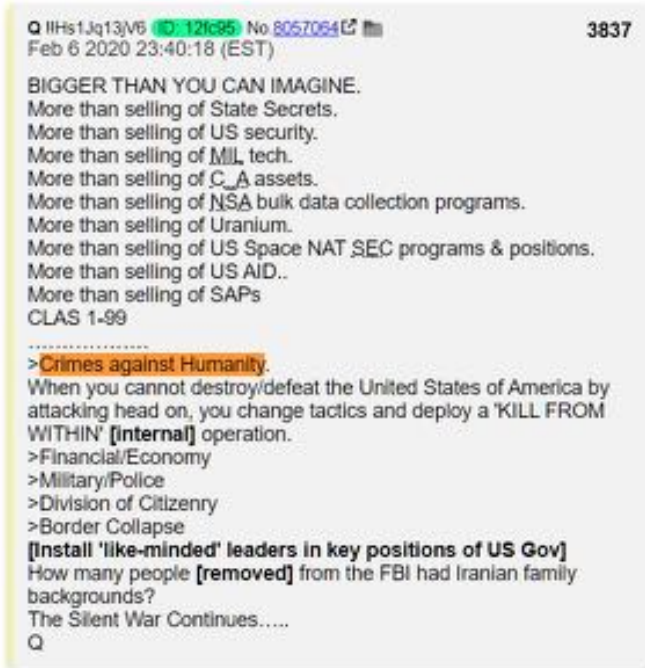 Q !!Hs1Jq13jV6 ID: 12fc95 No.8057064 3837
Feb 6 2020 23:40:18 (EST)
BIGGER THAN YOU CAN IMAGINE.
More than selling of State Secrets.
More than selling of US security.
More than selling of MIL tech.
More than selling of C_A assets.
More than selling of NSA bulk data collection programs.
More than selling of Uranium.
More than selling of US Space NAT SEC programs & positions.
More than selling of US AID..
More than selling of SAPs
CLAS 1-99
..................
>Crimes against Humanity.
When you cannot destroy/defeat the United States of America by
attacking head on, you change tactics and deploy a 'KILL FROM
WITHIN' [internal] operation.
>Financial/Economy
>Military/Police
>Division of Citizenry
>Border Collapse
[Install 'like-minded' leaders in key positions of US Gov]
How many people [removed] from the FBI had Iranian family
backgrounds?
The Silent War Continues…..
Q